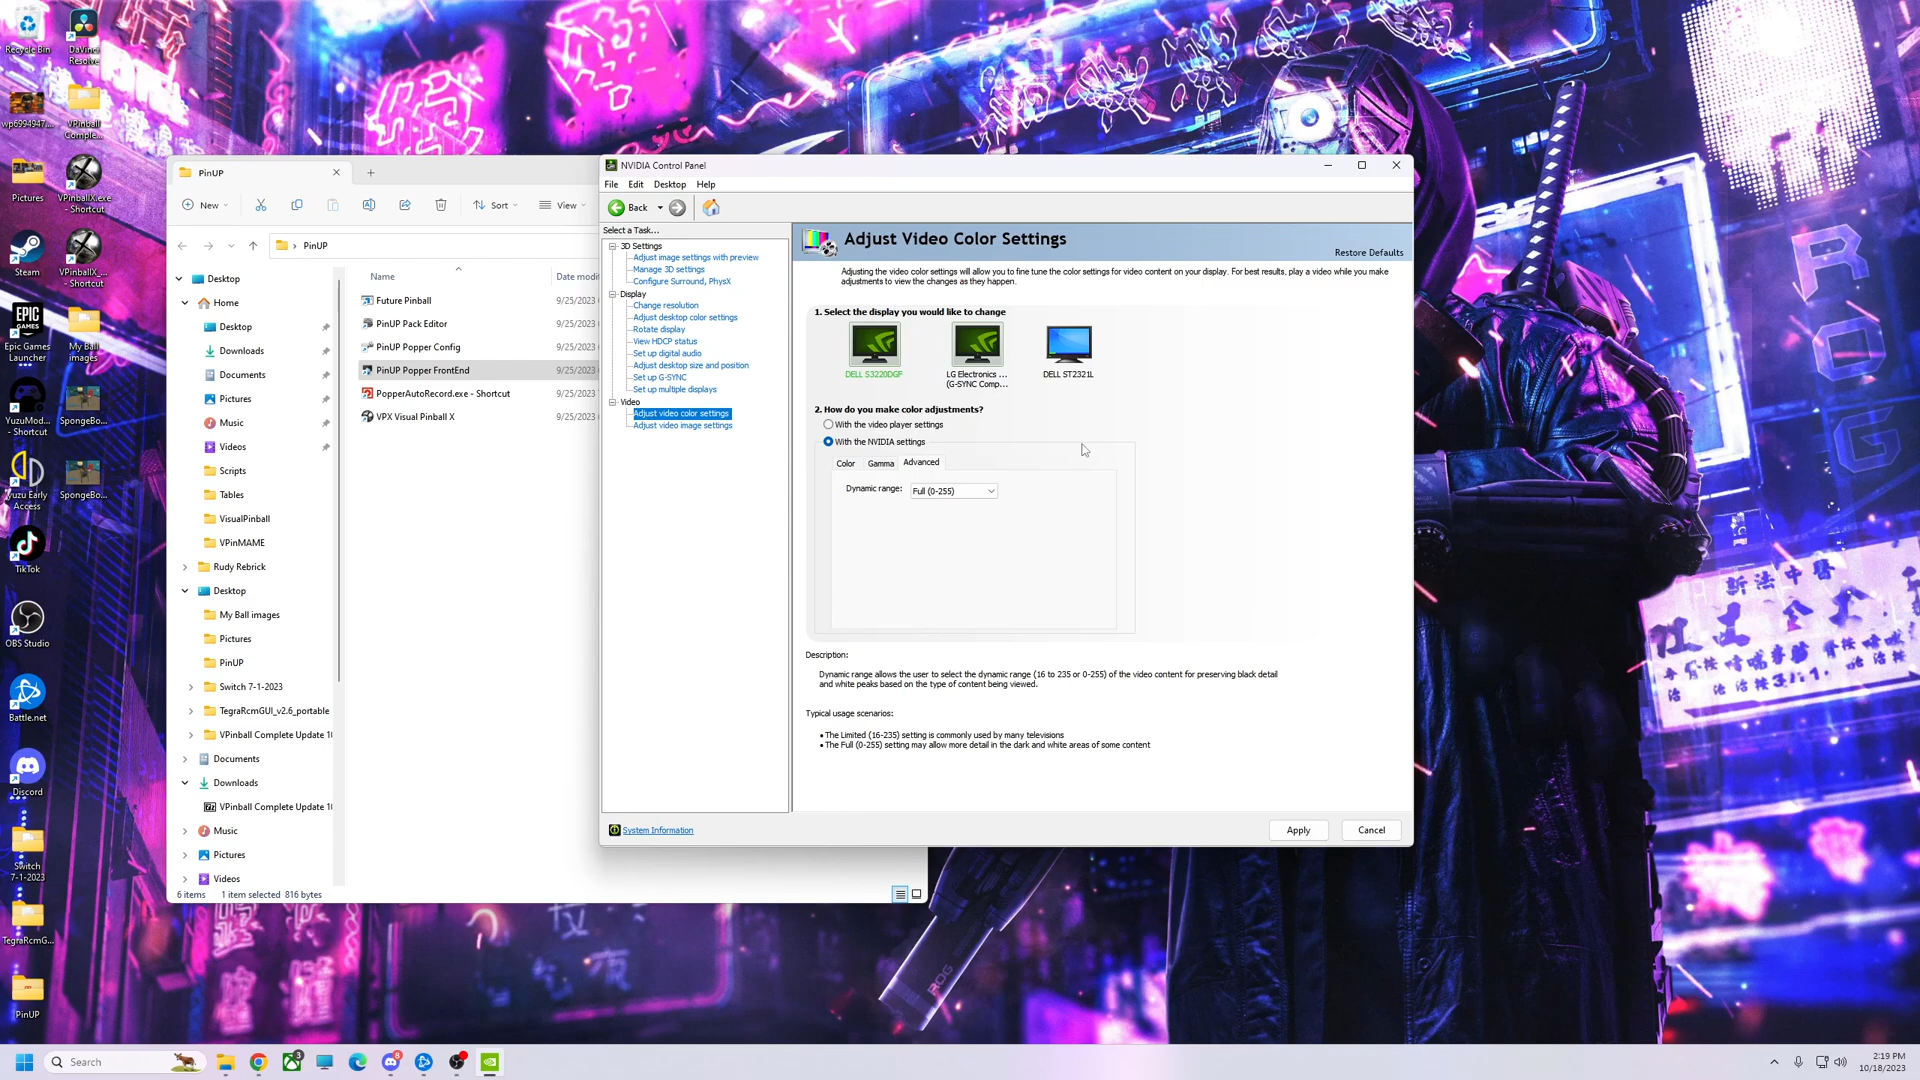 Recycle Bin
DaVinci
Resolve
wp6994947....
VPinball
Comple...
Pictures
VPinballX.exe
- Shortcut
Steam
VPinballX_...
- Shortcut
Epic Games
Launcher
My Ball
images
YuzuMod...
- Shortcut
SpongeBo...
yuzu Early
Access
SpongeBo...
TikTok
OBS Studio
Battle.net
Discord
Switch
7-1-2023
TegraRcmG...
PinUP
PinUP
New
Sort
View
PinUP
Desktop
Home
Desktop
Downloads
Documents
Pictures
Music
Videos
Scripts
Tables
VisualPinball
VPinMAME
Rudy Rebrick
Desktop
My Ball images
Pictures
PinUP
Switch 7-1-2023
TegraRcmGUI_v2.6_portable
VPinball Complete Update 1
Documents
Downloads
VPinball Complete Update 1
Music
Pictures
Videos
Name
Date modi
Future Pinball
9/25/2023
PinUP Pack Editor
9/25/2023
PinUP Popper Config
9/25/2023
PinUP Popper FrontEnd
9/25/2023
PopperAutoRecord.exe - Shortcut
9/25/2023
VPX Visual Pinball X
9/25/2023
6 items
1 item selected 816 bytes
NVIDIA Control Panel
File
Edit
Desktop
Help
Back
Select a Task...
3D Settings
Adjust image settings with preview
Manage 3D settings
Configure Surround, PhysX
Display
Change resolution
Adjust desktop color settings
Rotate display
View HDCP status
Set up digital audio
Adjust desktop size and position
Set up G-SYNC
Set up multiple displays
Video
Adjust video color settings
Adjust video image settings
Adjust Video Color Settings
Restore Defaults
Adjusting the video color settings will allow you to fine tune the color settings for video content on your display. For best results, play a video while you make
adjustments to view the changes as they happen.
1. Select the display you would like to change
DELL S3220DGF
LG Electronics ...
(G-SYNC Comp...
DELL ST2321L
2. How do you make color adjustments?
With the video player settings
With the NVIDIA settings
Color
Gamma
Advanced
Dynamic range:
Full (0-255)
Description:
Dynamic range allows the user to select the dynamic range (16 to 235 or 0-255) of the video content for preserving black detail
and white peaks based on the type of content being viewed.
Typical usage scenarios:
• The Limited (16-235) setting is commonly used by many televisions
• The Full (0-255) setting may allow more detail in the dark and white areas of some content
System Information
Apply
Cancel
ROG
ROG
Search
3
8
2:19 PM
10/18/2023